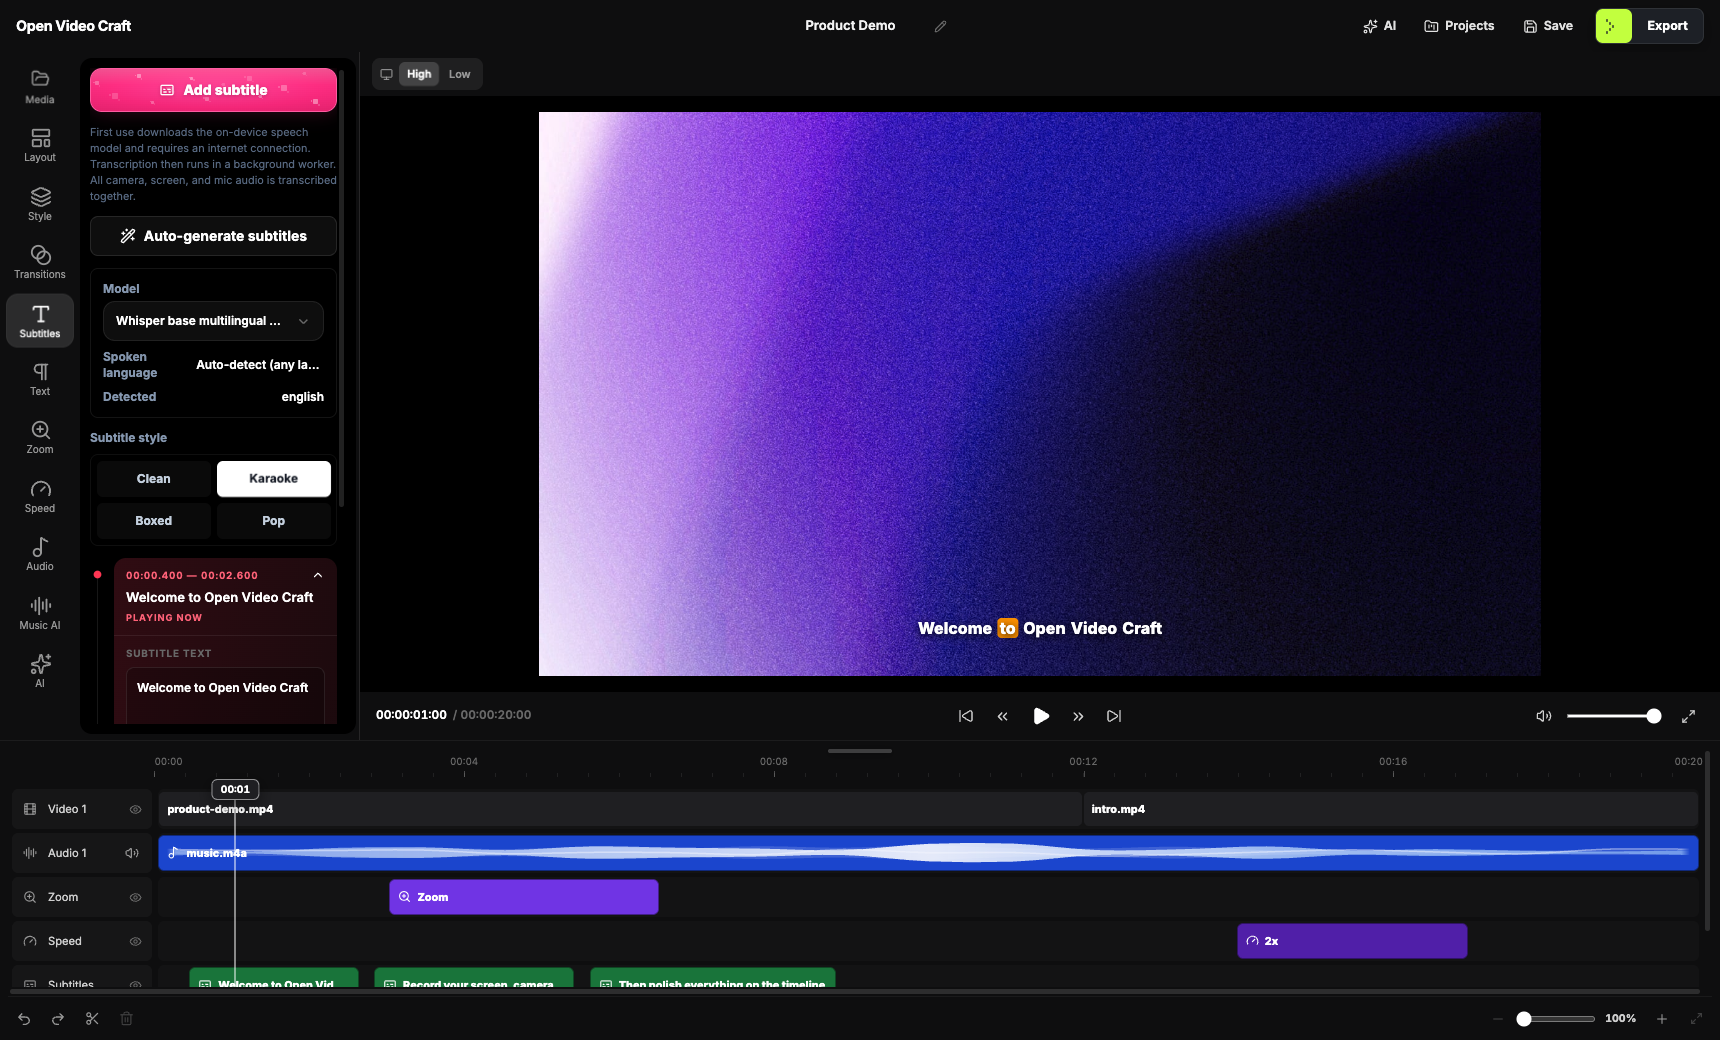 Open Video Craft
Product Demo
AI
Projects
Save
Export
Media
Layout
Style
Transitions
Subtitles
Text
Zoom
Speed
Audio
Music AI
AI
Add subtitle
First use downloads the on-device speech
model and requires an internet connection.
Transcription then runs in a background worker.
All camera, screen, and mic audio is transcribed
together.
Auto-generate subtitles
Model
Whisper base multilingual ...
Spoken
language
Auto-detect (any la...
Detected
english
Subtitle style
Clean
Karaoke
Boxed
Pop
00:00.400 — 00:02.600
Welcome to Open Video Craft
PLAYING NOW
SUBTITLE TEXT
Welcome to Open Video Craft
High
Low
Welcome to Open Video Craft
00:00:01:00 / 00:00:20:00
00:00
00:04
00:08
00:12
00:16
00:20
00:01
Video 1
product-demo.mp4
intro.mp4
Audio 1
music.m4a
Zoom
Zoom
Speed
2x
Subtitles
Welcome to Open Vid
Record your screen, camera
Then polish everything on the timeline
100%